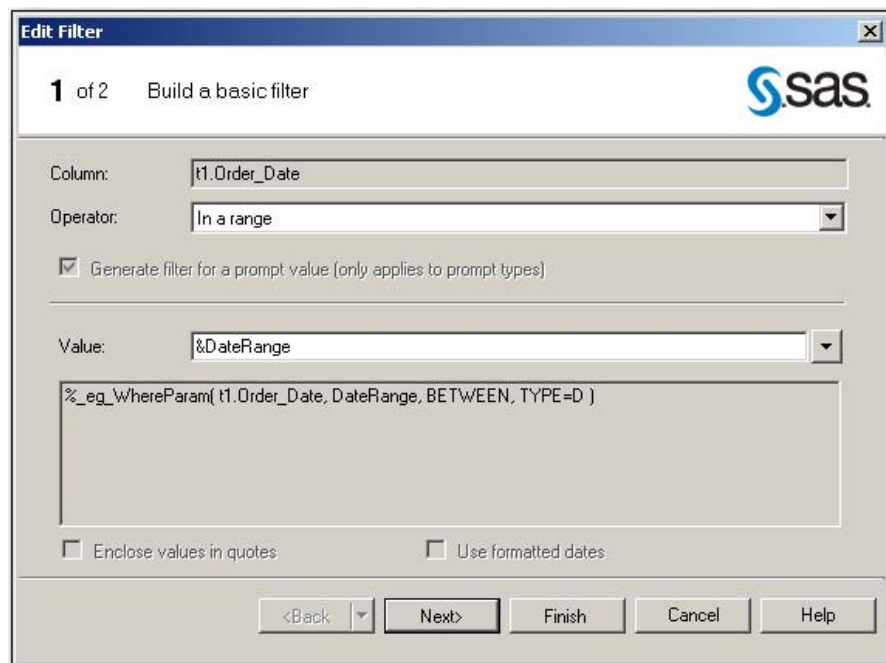 Edit Filter
1 of 2 Build a basic filter
sas
Column: t1.Order_Date
Operator: In a range
Generate filter for a prompt value (only applies to prompt types)
Value: &DateRange
%_eg_WhereParam( t1.Order_Date, DateRange, BETWEEN, TYPE=D )
Enclose values in quotes Use formatted dates
<Back Next> Finish Cancel Help